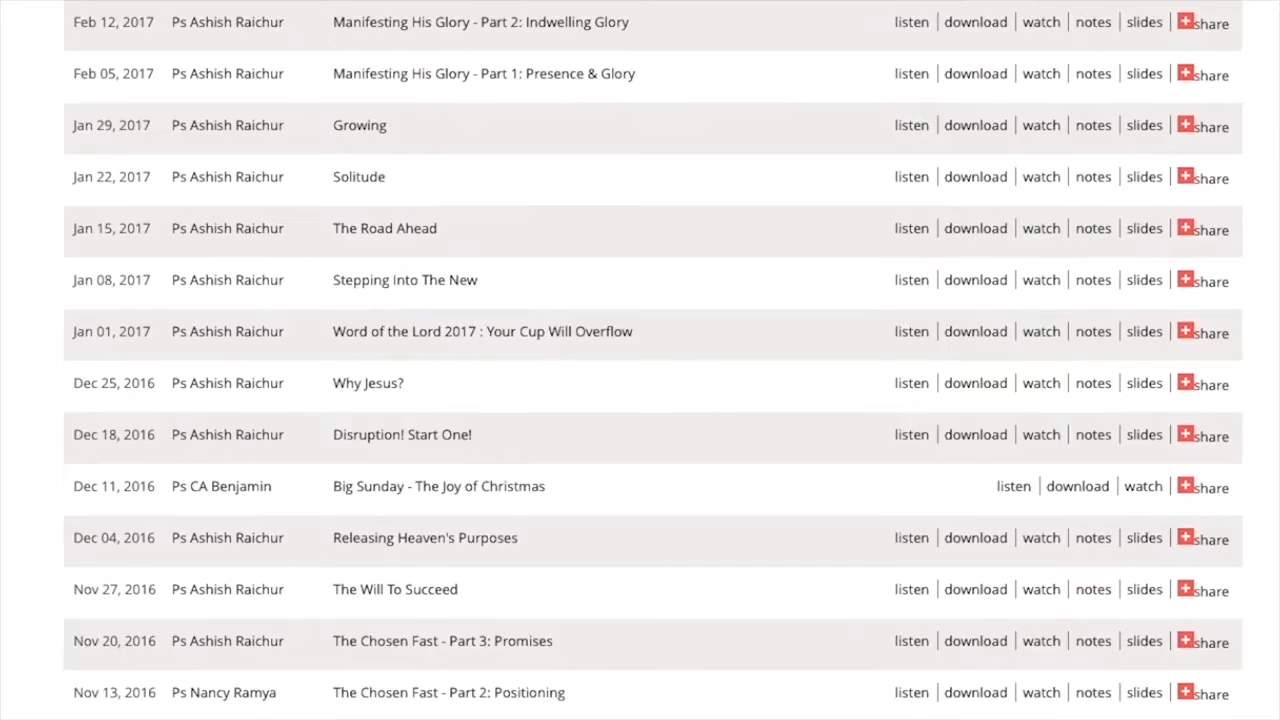 Feb 12, 2017 Ps Ashish Raichur Manifesting His Glory - Part 2: Indwelling Glory listen | download | watch | notes | slides | share
Feb 05, 2017 Ps Ashish Raichur Manifesting His Glory - Part 1: Presence & Glory listen | download | watch | notes | slides | share
Jan 29, 2017 Ps Ashish Raichur Growing listen | download | watch | notes | slides | share
Jan 22, 2017 Ps Ashish Raichur Solitude listen | download | watch | notes | slides | share
Jan 15, 2017 Ps Ashish Raichur The Road Ahead listen | download | watch | notes | slides | share
Jan 08, 2017 Ps Ashish Raichur Stepping Into The New listen | download | watch | notes | slides | share
Jan 01, 2017 Ps Ashish Raichur Word of the Lord 2017 : Your Cup Will Overflow listen | download | watch | notes | slides | share
Dec 25, 2016 Ps Ashish Raichur Why Jesus? listen | download | watch | notes | slides | share
Dec 18, 2016 Ps Ashish Raichur Disruption! Start One! listen | download | watch | notes | slides | share
Dec 11, 2016 Ps CA Benjamin Big Sunday - The Joy of Christmas listen | download | watch | share
Dec 04, 2016 Ps Ashish Raichur Releasing Heaven's Purposes listen | download | watch | notes | slides | share
Nov 27, 2016 Ps Ashish Raichur The Will To Succeed listen | download | watch | notes | slides | share
Nov 20, 2016 Ps Ashish Raichur The Chosen Fast - Part 3: Promises listen | download | watch | notes | slides | share
Nov 13, 2016 Ps Nancy Ramya The Chosen Fast - Part 2: Positioning listen | download | watch | notes | slides | share